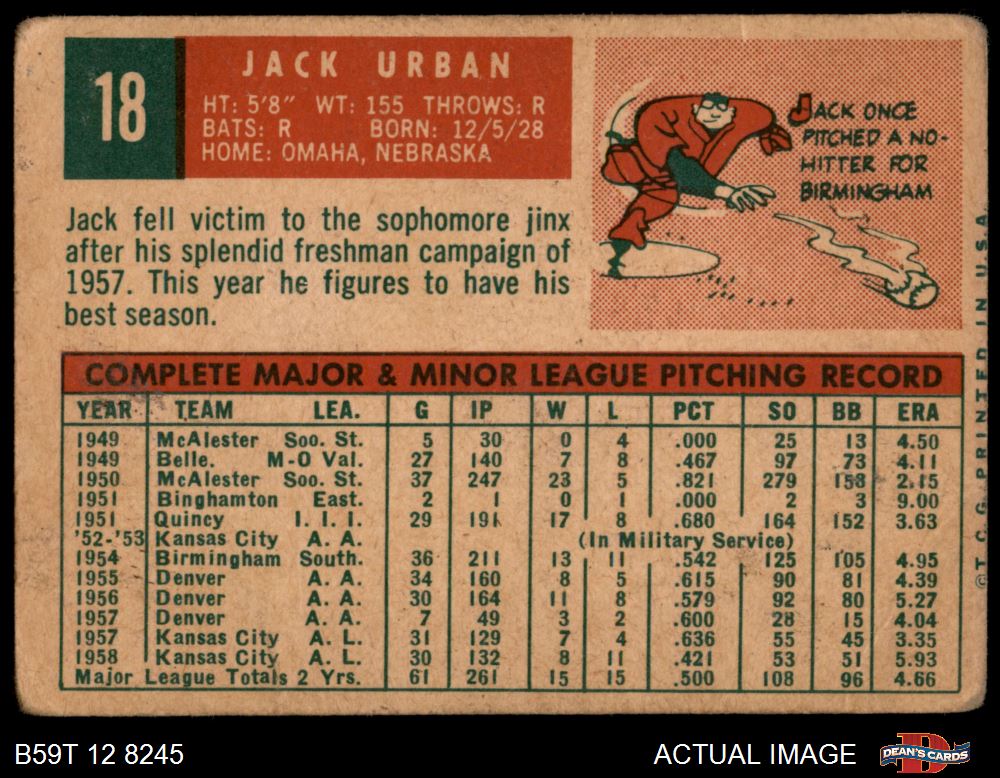 18
JACK URBAN
HT: 5'8" WT: 155 THROWS: R
BATS: R BORN: 12/5/28
HOME: OMAHA, NEBRASKA
JACK ONCE
PITCHED A NO-
HITTER FOR
BIRMINGHAM
Jack fell victim to the sophomore jinx
after his splendid freshman campaign of
1957. This year he figures to have his
best season.
COMPLETE MAJOR & MINOR LEAGUE PITCHING RECORD
YEAR TEAM LEA. G IP W L PCT SO BB ERA
1949 McAlester Soo. St. 5 30 0 4 .000 25 13 4.50
1949 Belle. M-O Val. 27 140 7 8 .467 97 73 4.11
1950 McAlester Soo. St. 37 247 23 5 .821 279 158 2.15
1951 Binghamton East. 2 1 0 1 .000 2 3 9.00
1951 Quincy I. I. I. 29 191 17 8 .680 164 152 3.63
'52-'53 Kansas City A. A. (In Military Service)
1954 Birmingham South. 36 211 13 11 .542 125 105 4.95
1955 Denver A. A. 34 160 8 5 .615 90 81 4.39
1956 Denver A. A. 30 164 11 8 .579 92 80 5.27
1957 Denver A. A. 7 49 3 2 .600 28 15 4.04
1957 Kansas City A. L. 31 129 7 4 .636 55 45 3.35
1958 Kansas City A. L. 30 132 8 11 .421 53 51 5.93
Major League Totals 2 Yrs. 61 261 15 15 .500 108 96 4.66
© T. C. G. PRINTED IN U.S.A.
B59T 12 8245
ACTUAL IMAGE
DEAN'S CARDS